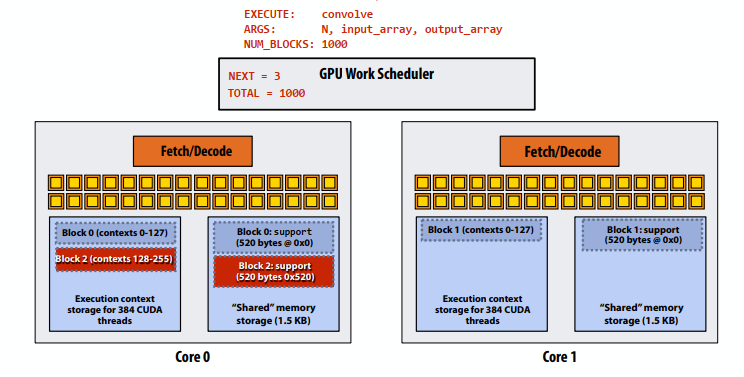 EXECUTE: convolve
ARGS: N, input_array, output_array
NUM_BLOCKS: 1000
GPU Work Scheduler
NEXT = 3
TOTAL = 1000
Fetch/Decode
Block 0 (contexts 0-127)
Block 2 (contexts 128-255)
Execution context
storage for 384 CUDA
threads
Block 0: support
(520 bytes @ 0x0)
Block 2: support
(520 bytes 0x520)
"Shared" memory
storage (1.5 KB)
Core 0
Fetch/Decode
Block 1 (contexts 0-127)
Execution context
storage for 384 CUDA
threads
Block 1: support
(520 bytes @ 0x0)
"Shared" memory
storage (1.5 KB)
Core 1